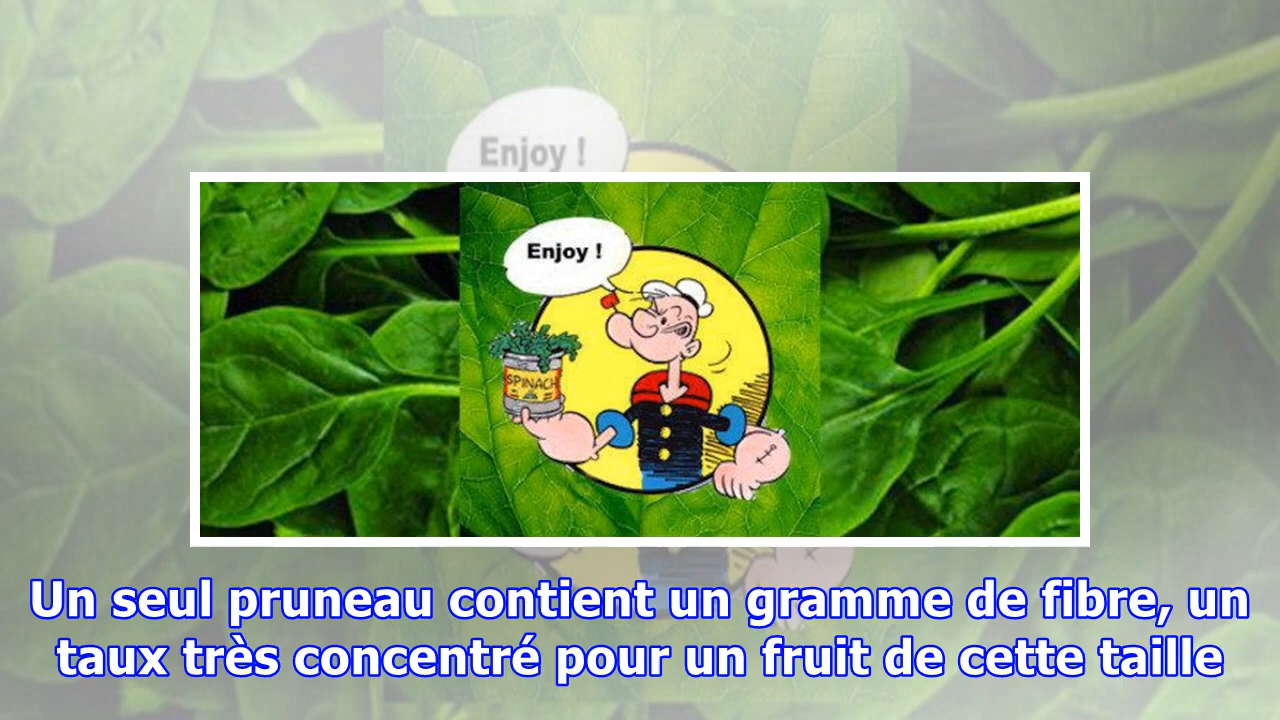 Enjoy !
Enjoy !
SPINACH
Un seul pruneau contient un gramme de fibre, un
taux très concentré pour un fruit de cette taille